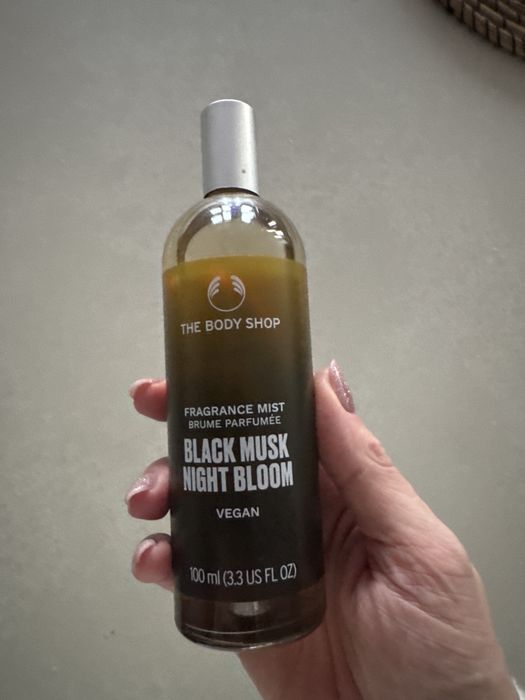 THE BODY SHOP
FRAGRANCE MIST
BRUME PARFUMÉE
BLACK MUSK
NIGHT BLOOM
VEGAN
100 ml (3.3 US FL OZ)